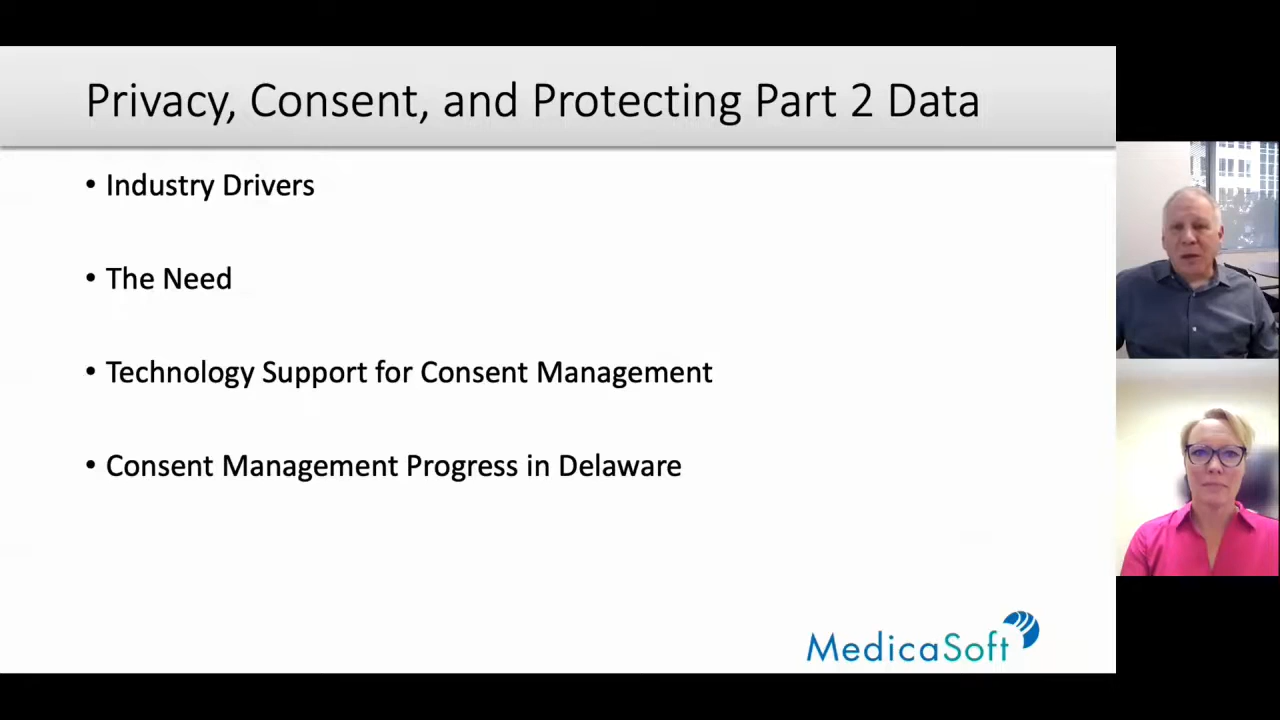 Privacy, Consent, and Protecting Part 2 Data
• Industry Drivers
• The Need
• Technology Support for Consent Management
• Consent Management Progress in Delaware
MedicaSoft